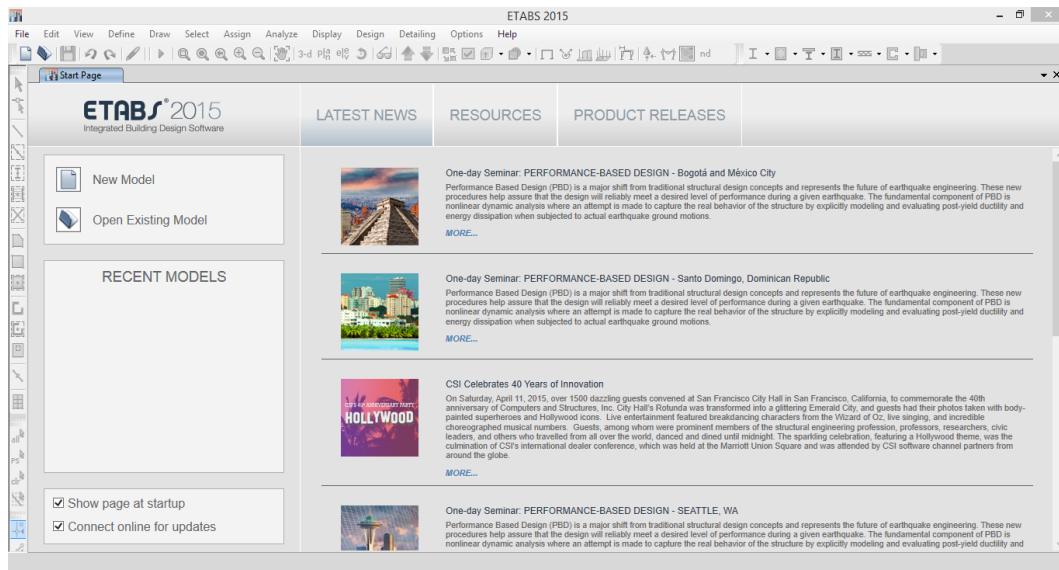 ETABS 2015
File Edit View Define Draw Select Assign Analyze Display Design Detailing Options Help
3-d nd
Start Page
ETABS® 2015
Integrated Building Design Software
LATEST NEWS RESOURCES PRODUCT RELEASES
New Model
Open Existing Model
RECENT MODELS
Show page at startup
Connect online for updates
all
PS
clr
One-day Seminar: PERFORMANCE-BASED DESIGN - Bogotá and México City
Performance Based Design (PBD) is a major shift from traditional structural design concepts and represents the future of earthquake engineering. These new
procedures help assure that the design will reliably meet a desired level of performance during a given earthquake. The fundamental component of PBD is
nonlinear dynamic analysis where an attempt is made to capture the real behavior of the structure by explicitly modeling and evaluating post-yield ductility and
energy dissipation when subjected to actual earthquake ground motions.
MORE...
One-day Seminar: PERFORMANCE-BASED DESIGN - Santo Domingo, Dominican Republic
Performance Based Design (PBD) is a major shift from traditional structural design concepts and represents the future of earthquake engineering. These new
procedures help assure that the design will reliably meet a desired level of performance during a given earthquake. The fundamental component of PBD is
nonlinear dynamic analysis where an attempt is made to capture the real behavior of the structure by explicitly modeling and evaluating post-yield ductility and
energy dissipation when subjected to actual earthquake ground motions.
MORE...
CSI'S 40th ANNIVERSARY PARTY
HOLLYWOOD
CSI Celebrates 40 Years of Innovation
On Saturday, April 11, 2015, over 1500 dazzling guests convened at San Francisco City Hall in San Francisco, California, to commemorate the 40th
anniversary of Computers and Structures, Inc. City Hall's Rotunda was transformed into a glittering Emerald City, and guests had their photos taken with body-
painted superheroes and Hollywood icons. Live entertainment featured breakdancing characters from the Wizard of Oz, live singing, and incredible
choreographed musical numbers. Guests, among whom were prominent members of the structural engineering profession, professors, researchers, civic
leaders, and others who travelled from all over the world, danced and dined until midnight. The sparkling celebration, featuring a Hollywood theme, was the
culmination of CSI's international dealer conference, which was held at the Marriott Union Square and was attended by CSI software channel partners from
around the globe.
MORE...
One-day Seminar: PERFORMANCE-BASED DESIGN - SEATTLE, WA
Performance Based Design (PBD) is a major shift from traditional structural design concepts and represents the future of earthquake engineering. These new
procedures help assure that the design will reliably meet a desired level of performance during a given earthquake. The fundamental component of PBD is
nonlinear dynamic analysis where an attempt is made to capture the real behavior of the structure by explicitly modeling and evaluating post-yield ductility and